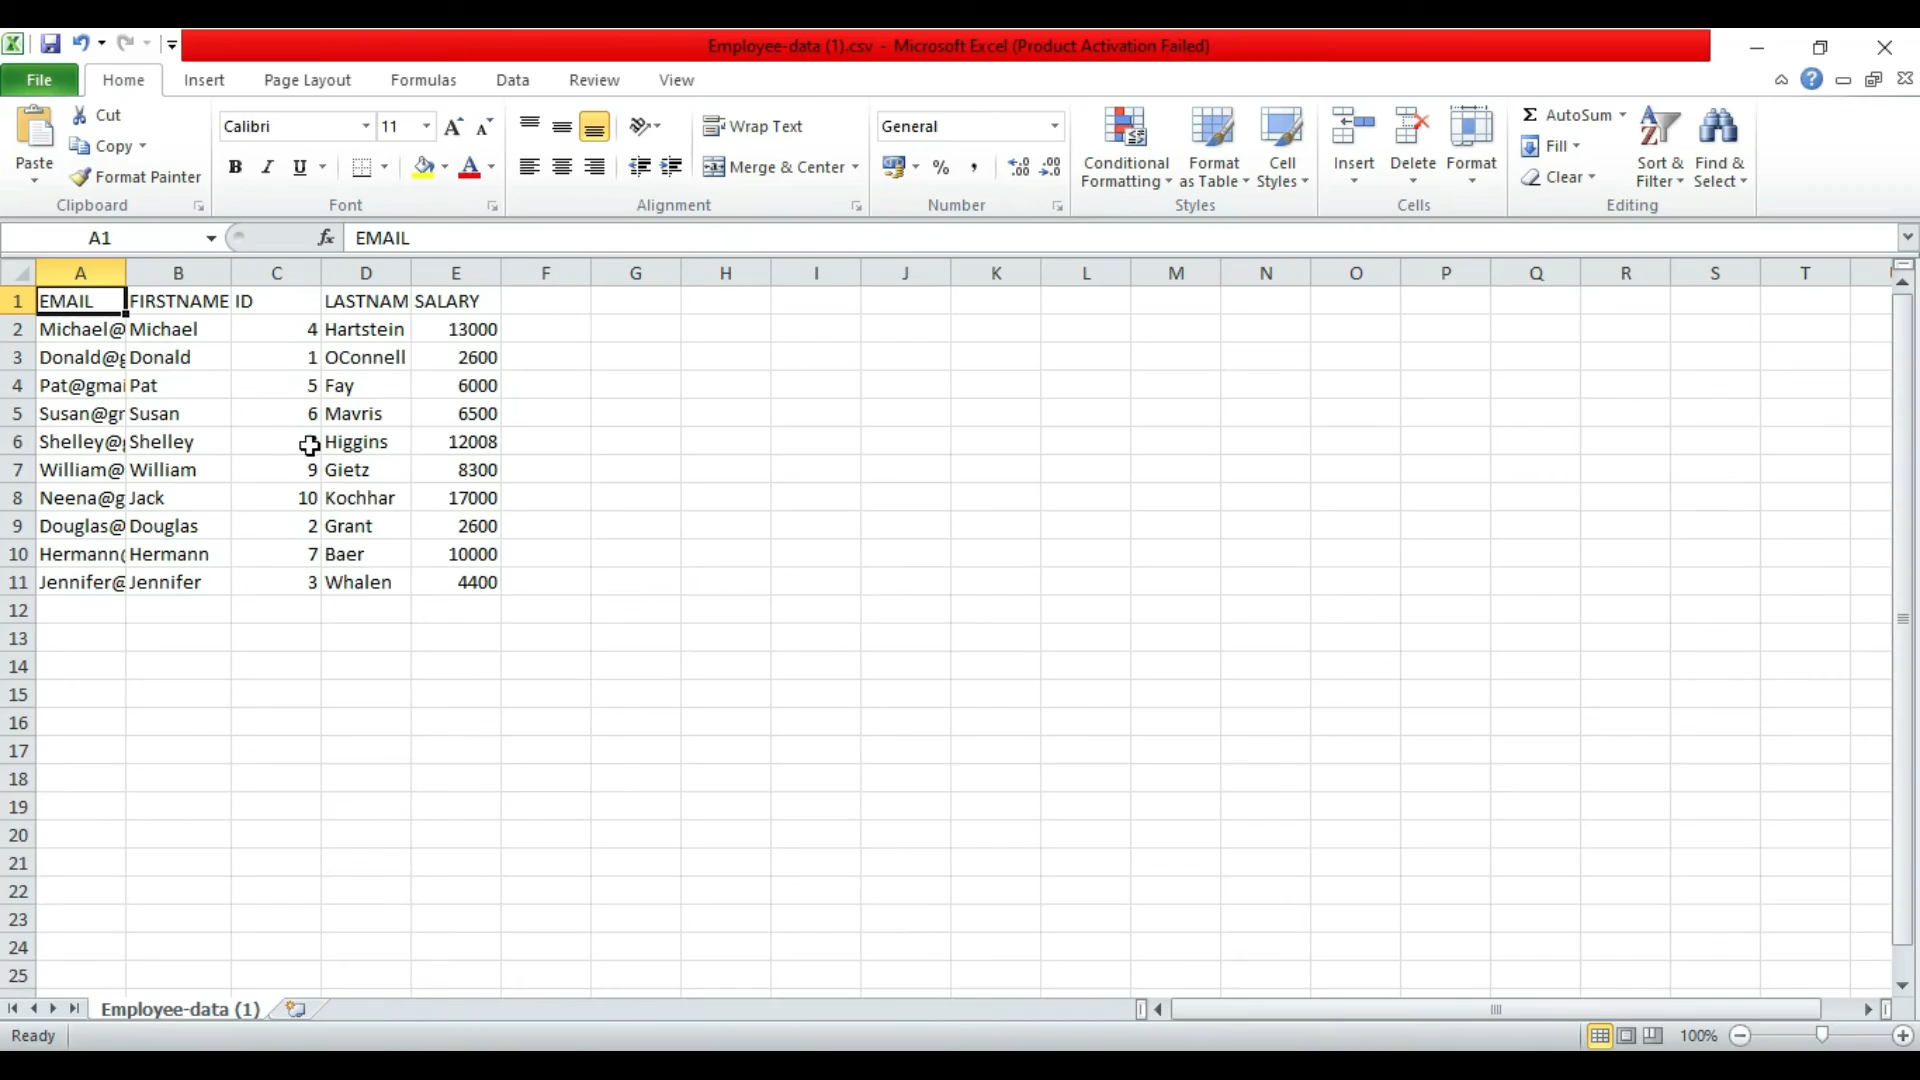 Employee-data (1).csv - Microsoft Excel (Product Activation Failed)
File Home Insert Page Layout Formulas Data Review View
Paste
Cut
Copy
Format Painter
Clipboard
Calibri 11
B I U
Font
Wrap Text
Merge & Center
Alignment
General
% ,
Number
Conditional Formatting
Format as Table
Cell Styles
Styles
Insert Delete Format
Cells
AutoSum
Fill
Clear
Sort & Filter
Find & Select
Editing
A1 fx EMAIL
A B C D E F G H I J K L M N O P Q R S T
1 EMAIL FIRSTNAME ID LASTNAM SALARY
2 Michael@ Michael 4 Hartstein 13000
3 Donald@g Donald 1 OConnell 2600
4 Pat@gmai Pat 5 Fay 6000
5 Susan@gr Susan 6 Mavris 6500
6 Shelley@ Shelley Higgins 12008
7 William@ William 9 Gietz 8300
8 Neena@g Jack 10 Kochhar 17000
9 Douglas@ Douglas 2 Grant 2600
10 Hermann Hermann 7 Baer 10000
11 Jennifer@ Jennifer 3 Whalen 4400
12
13
14
15
16
17
18
19
20
21
22
23
24
25
Employee-data (1)
Ready 100%